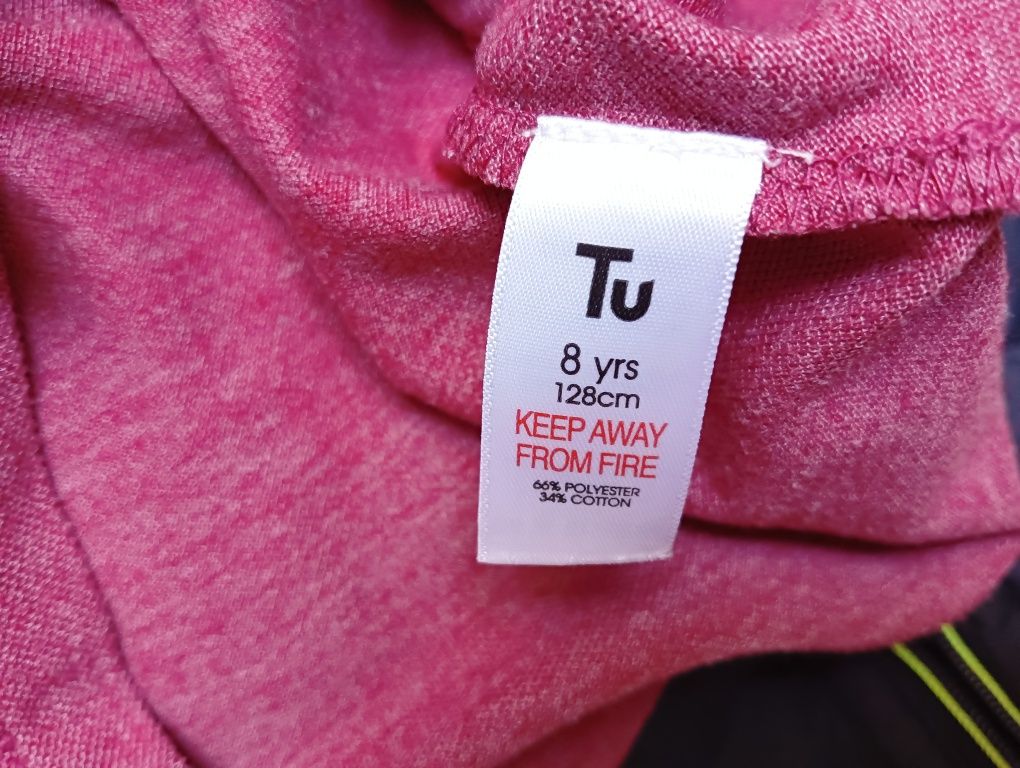 Tu
8 yrs
128cm
KEEP AWAY
FROM FIRE
66% POLYESTER
34% COTTON